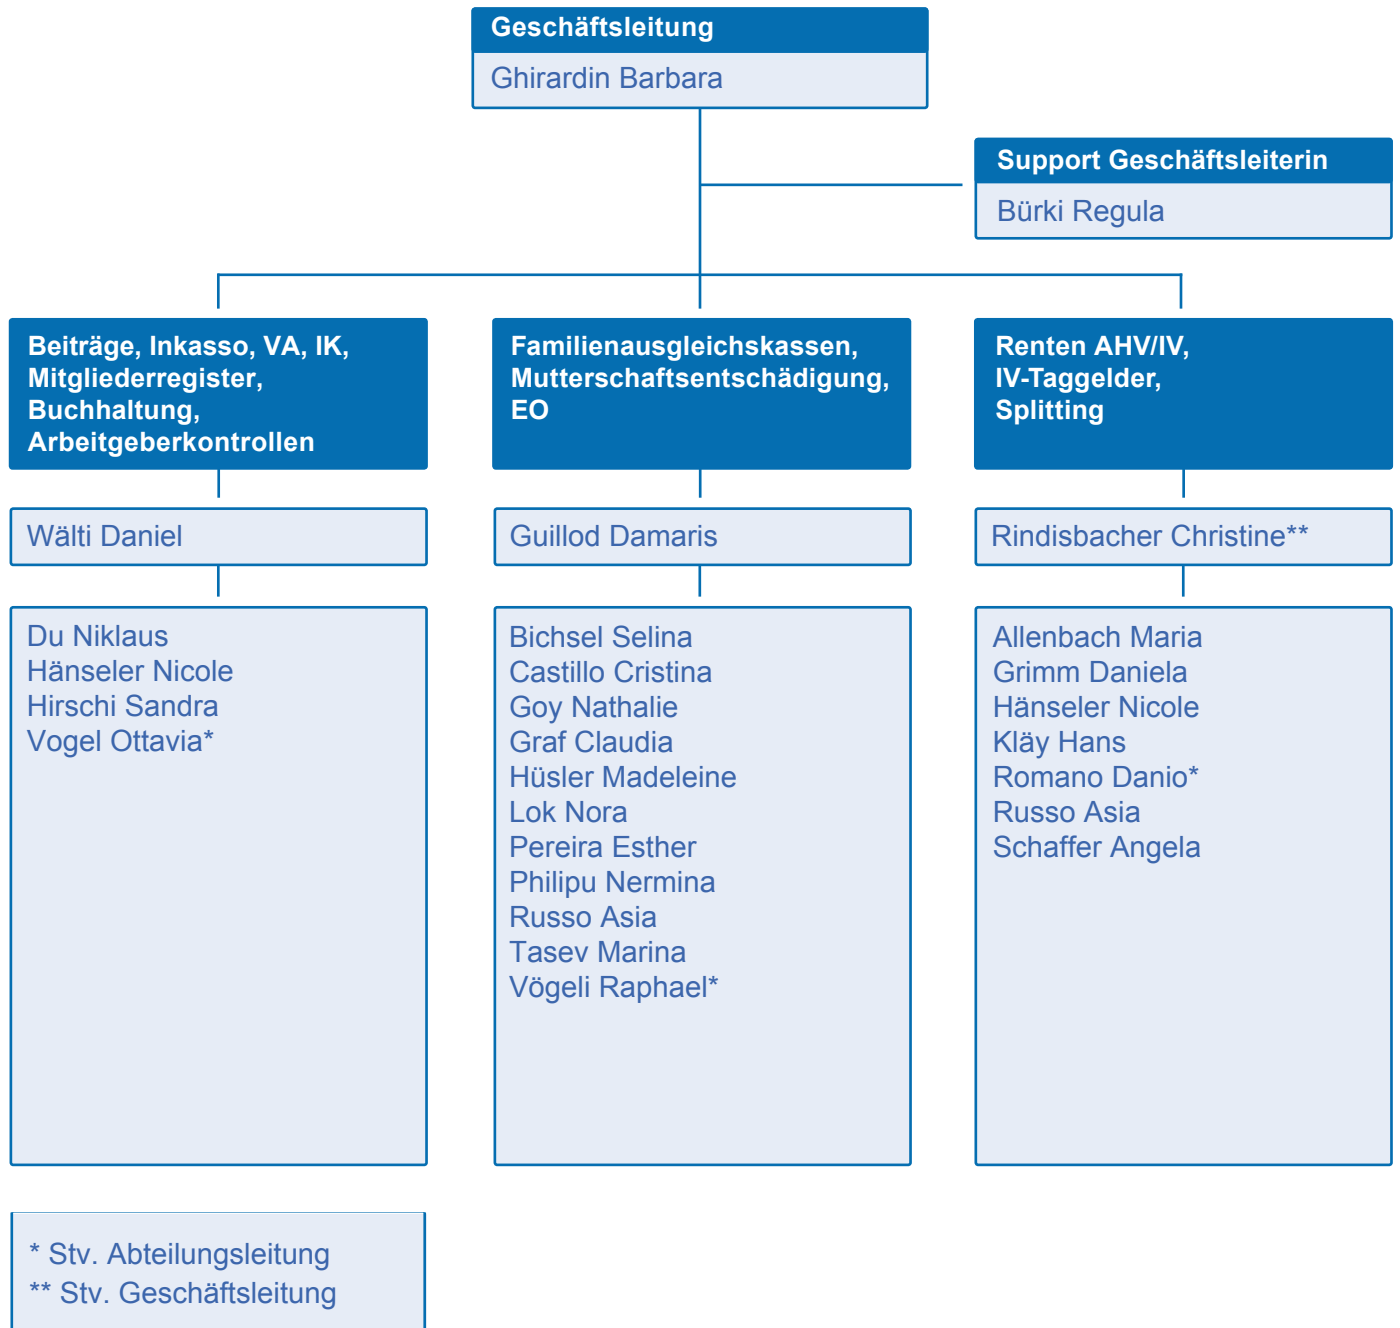 Geschäftsleitung
Ghirardin Barbara
Support Geschäftsleiterin
Bürki Regula
Beiträge, Inkasso, VA, IK,
Mitgliederregister,
Buchhaltung,
Arbeitgeberkontrollen
Wälti Daniel
Du Niklaus
Hänseler Nicole
Hirschi Sandra
Vogel Ottavia*
Familienausgleichskassen,
Mutterschaftsentschädigung,
EO
Guillod Damaris
Bichsel Selina
Castillo Cristina
Goy Nathalie
Graf Claudia
Hüsler Madeleine
Lok Nora
Pereira Esther
Philipu Nermina
Russo Asia
Tasev Marina
Vögeli Raphael*
Renten AHV/IV,
IV-Taggelder,
Splitting
Rindisbacher Christine**
Allenbach Maria
Grimm Daniela
Hänseler Nicole
Kläy Hans
Romano Danio*
Russo Asia
Schaffer Angela
* Stv. Abteilungsleitung
** Stv. Geschäftsleitung